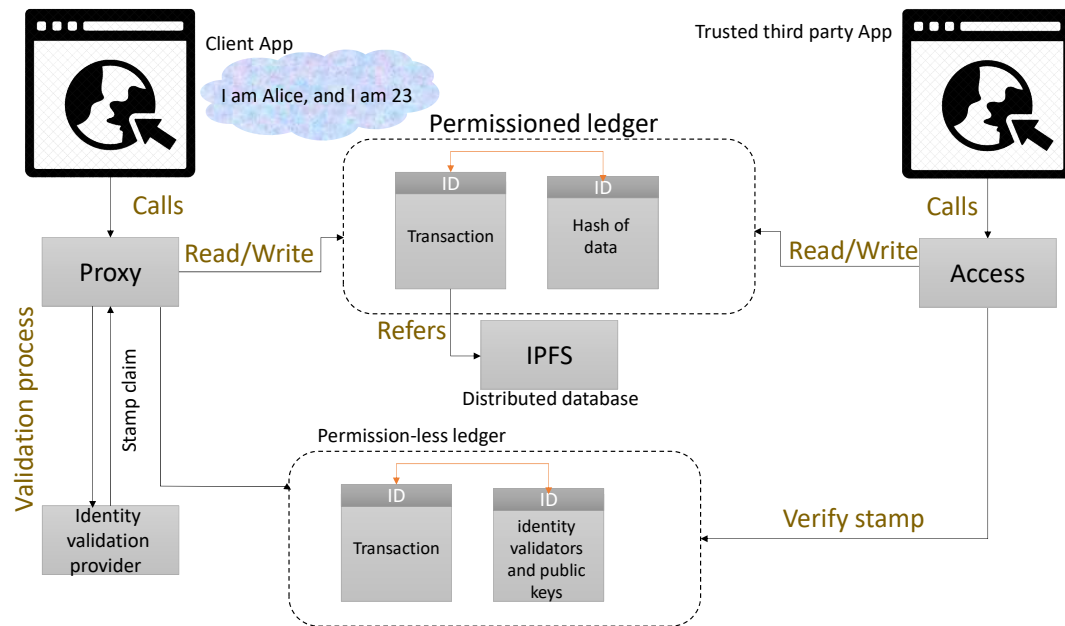 Client App
I am Alice, and I am 23
Trusted third party App
Permissioned ledger
Calls
Proxy
Read/Write
ID
Transaction
ID
Hash of
data
Calls
Read/Write
Access
Refers
IPFS
Distributed database
Validation process
Stamp claim
Identity
validation
provider
Permission-less ledger
ID
Transaction
ID
identity
validators
and public
keys
Verify stamp